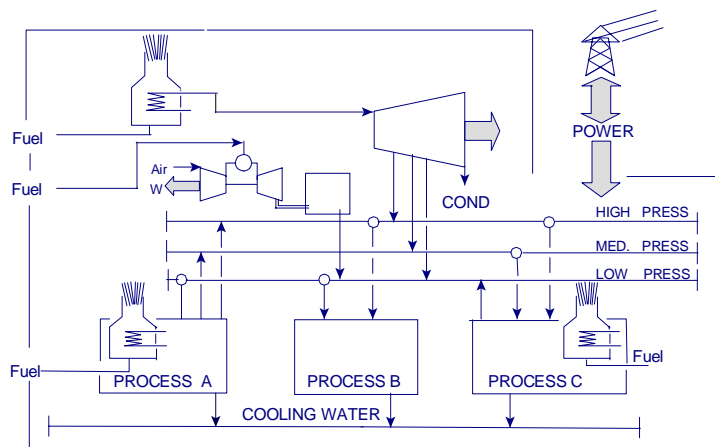 Fuel
POWER
Air
Fuel
W
COND
HIGH PRESS
MED. PRESS
LOW PRESS
Fuel
Fuel
PROCESS A
PROCESS B
PROCESS C
COOLING WATER